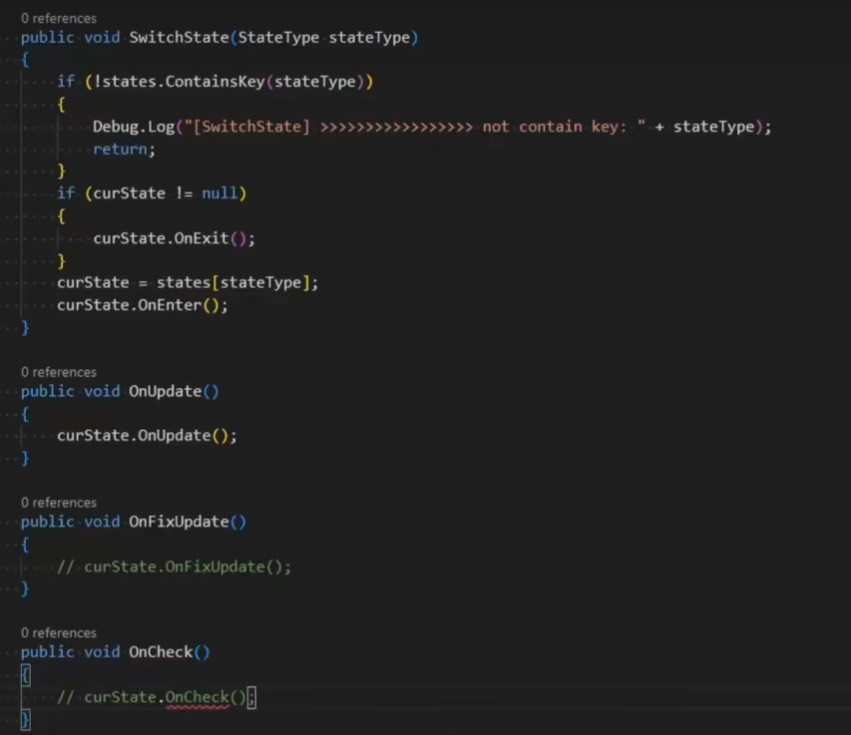 0 references
public void SwitchState(StateType stateType)
{
if (!states.ContainsKey(stateType))
{
Debug.Log("[SwitchState] >>>>>>>>>>>>>>>>> not contain key: " + stateType);
return;
}
if (curState != null)
{
curState.OnExit();
}
curState = states[stateType];
curState.OnEnter();
}
0 references
public void OnUpdate()
{
curState.OnUpdate();
}
0 references
public void OnFixUpdate()
{
// curState.OnFixUpdate();
}
0 references
public void OnCheck()
{
// curState.OnCheck();
}